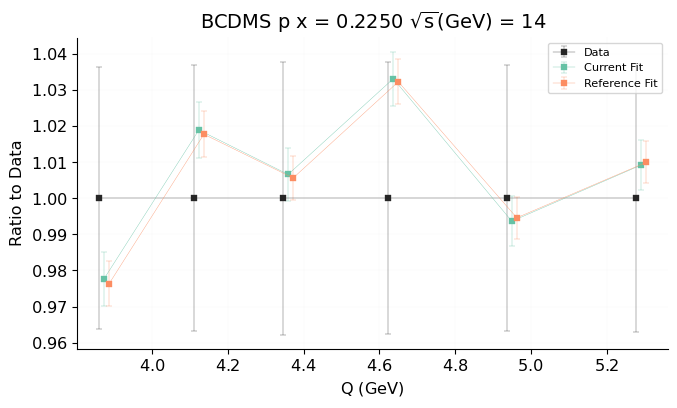 BCDMS p x = 0.2250 √s(GeV) = 14
Data
Current Fit
Reference Fit
Ratio to Data
1.04
1.03
1.02
1.01
1.00
0.99
0.98
0.97
0.96
4.0 4.2 4.4 4.6 4.8 5.0 5.2
Q (GeV)